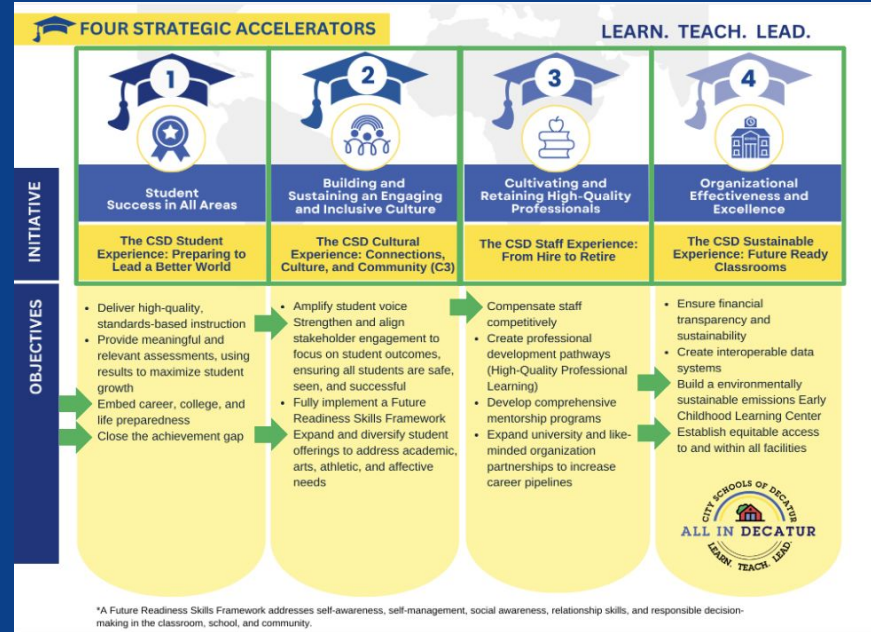 FOUR STRATEGIC ACCELERATORS
LEARN. TEACH. LEAD.
1
2
3
4
INITIATIVE
Student
Success in All Areas
Building and
Sustaining an Engaging
and Inclusive Culture
Cultivating and
Retaining High-Quality
Professionals
Organizational
Effectiveness and
Excellence
The CSD Student
Experience: Preparing to
Lead a Better World
The CSD Cultural
Experience: Connections,
Culture, and Community (C3)
The CSD Staff Experience:
From Hire to Retire
The CSD Sustainable
Experience: Future Ready
Classrooms
OBJECTIVES
• Deliver high-quality,
standards-based instruction
• Provide meaningful and
relevant assessments, using
results to maximize student
growth
Embed career, college, and
life preparedness
Close the achievement gap
• Amplify student voice
Strengthen and align
stakeholder engagement to
focus on student outcomes,
ensuring all students are safe,
seen, and successful
• Fully implement a Future
Readiness Skills Framework
Expand and diversify student
offerings to address academic,
arts, athletic, and affective
needs
Compensate staff
competitively
• Create professional
development pathways
(High-Quality Professional
Learning)
• Develop comprehensive
mentorship programs
• Expand university and like-
minded organization
partnerships to increase
career pipelines
• Ensure financial
transparency and
sustainability
• Create interoperable data
systems
Build a environmentally
sustainable emissions Early
Childhood Learning Center
Establish equitable access
to and within all facilities
CITY SCHOOLS OF DECATUR
ALL IN DECATUR
LEARN. TEACH. LEAD.
*A Future Readiness Skills Framework addresses self-awareness, self-management, social awareness, relationship skills, and responsible decision-
making in the classroom, school, and community.